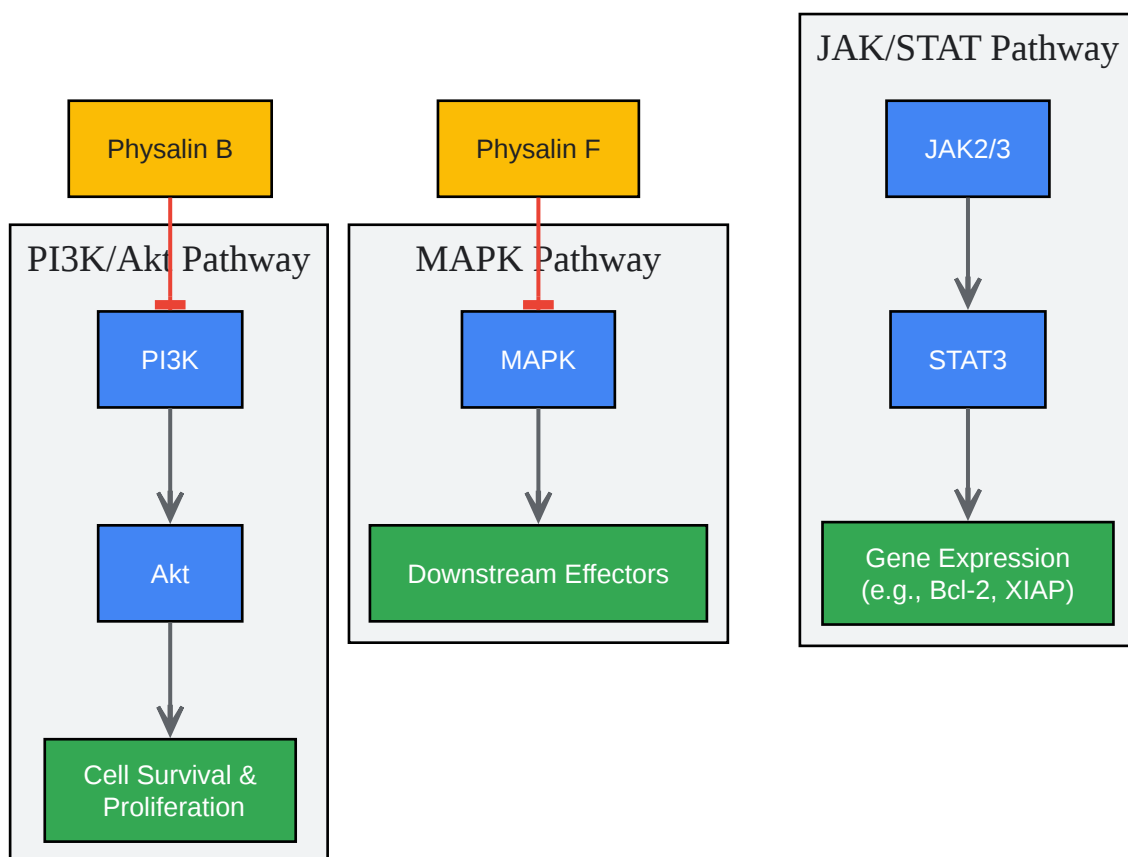 JAK/STAT Pathway
Physalin B
Physalin F
JAK2/3
PI3K/Akt Pathway
MAPK Pathway
PI3K
MAPK
STAT3
Akt
Downstream Effectors
Gene Expression
(e.g., Bcl-2, XIAP)
Cell Survival &
Proliferation